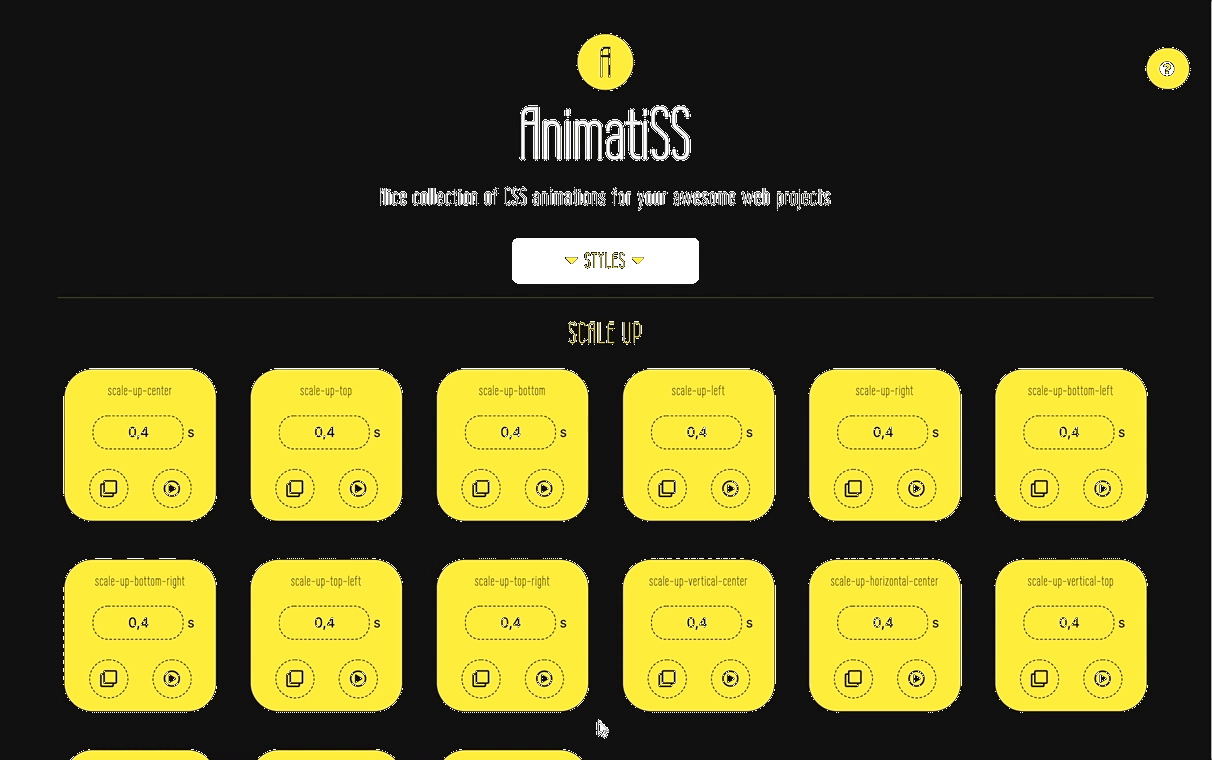 A
?
AnimatiSS
Nice collection of CSS animations for your awesome web projects
STYLES
SCALE UP
scale-up-center scale-up-top scale-up-bottom scale-up-left scale-up-right scale-up-bottom-left
0,4 s 0,4 s 0,4 s 0,4 s 0,4 s 0,4 s
scale-up-bottom-right scale-up-top-left scale-up-top-right scale-up-vertical-center scale-up-horizontal-center scale-up-vertical-top
0,4 s 0,4 s 0,4 s 0,4 s 0,4 s 0,4 s